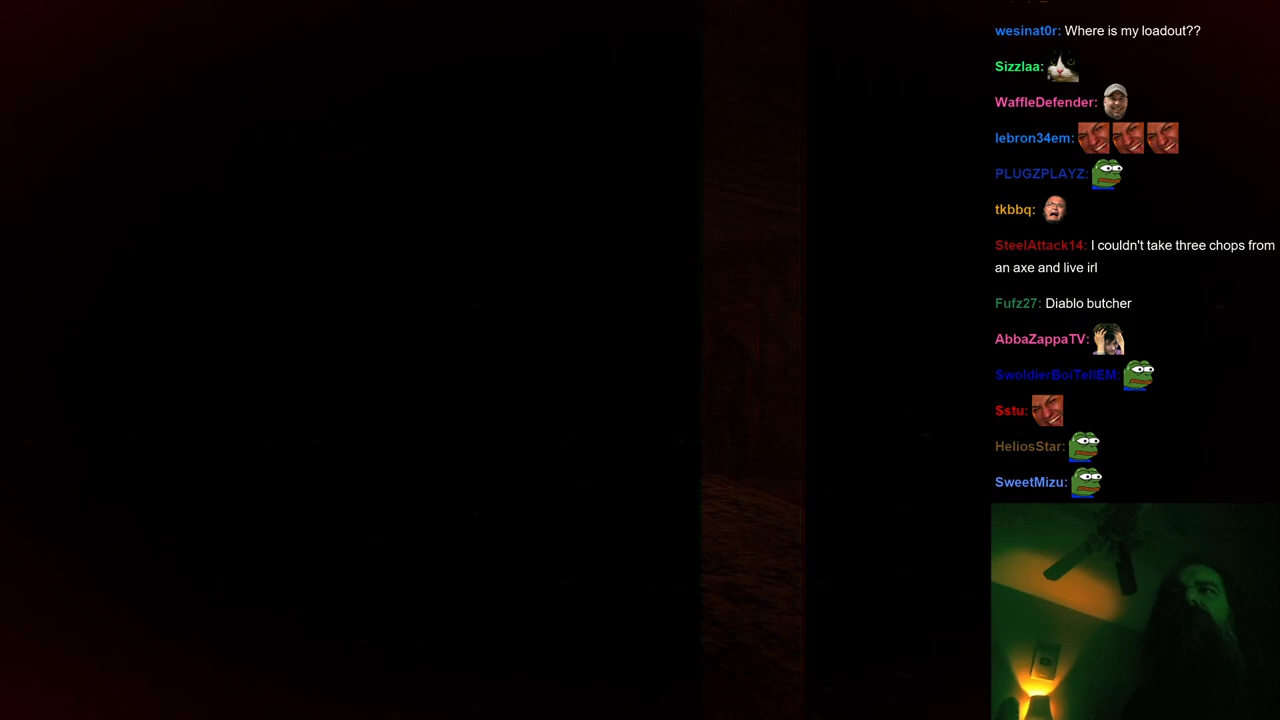 wesinat0r: Where is my loadout??
Sizzlaa:
WaffleDefender:
lebron34em:
PLUGZPLAYZ:
tkbbq:
SteelAttack14: I couldn't take three chops from
an axe and live irl
Fufz27: Diablo butcher
AbbaZappaTV:
SwoldierBoiTellEM:
Sstu:
HeliosStar:
SweetMizu: